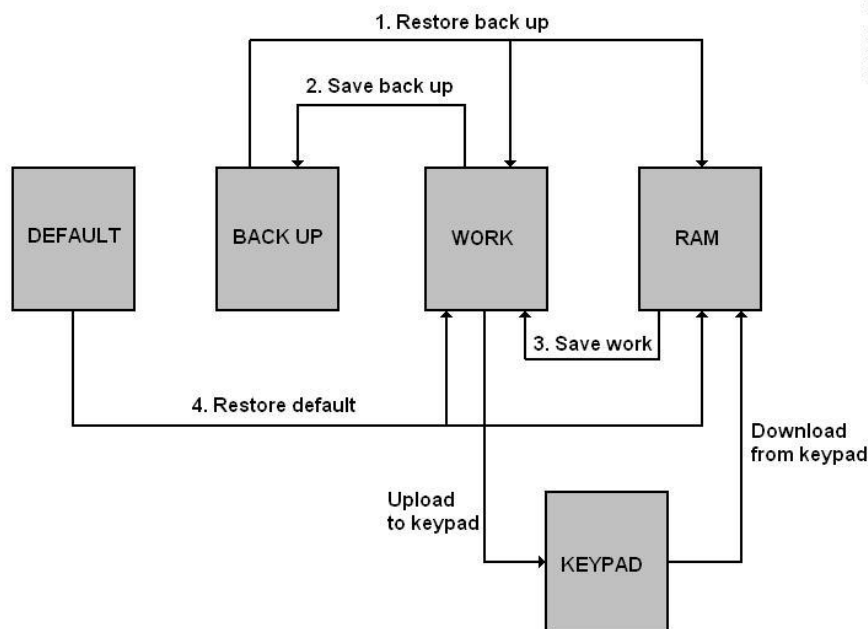 1. Restore back up
2. Save back up
DEFAULT
BACK UP
WORK
RAM
3. Save work
4. Restore default
Download
from keypad
Upload
to keypad
KEYPAD